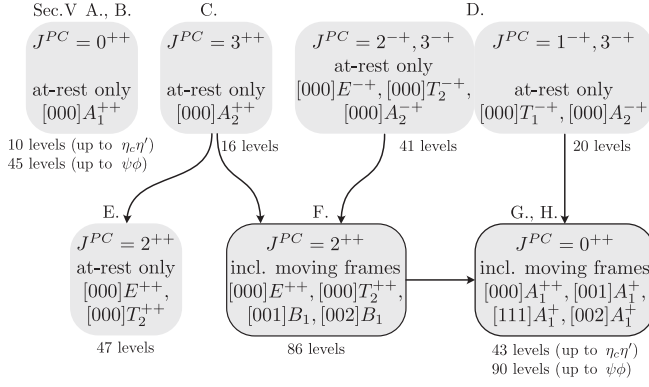 Sec.V A., B.
C.
D.
J^{PC} = 0^{++}
at-rest only
[000]A_1^{++}
10 levels (up to η_cη′)
45 levels (up to ψϕ)
J^{PC} = 3^{++}
at-rest only
[000]A_2^{++}
16 levels
J^{PC} = 2^{-+}, 3^{-+}
at-rest only
[000]E^{-+}, [000]T_2^{-+},
[000]A_2^{-+}
41 levels
J^{PC} = 1^{-+}, 3^{-+}
at-rest only
[000]T_1^{-+}, [000]A_2^{-+}
20 levels
E.
J^{PC} = 2^{++}
at-rest only
[000]E^{++},
[000]T_2^{++}
47 levels
F.
J^{PC} = 2^{++}
incl. moving frames
[000]E^{++}, [000]T_2^{++},
[001]B_1, [002]B_1
86 levels
G., H.
J^{PC} = 0^{++}
incl. moving frames
[000]A_1^{++}, [001]A_1^{+},
[111]A_1^{+}, [002]A_1^{+}
43 levels (up to η_cη′)
90 levels (up to ψϕ)